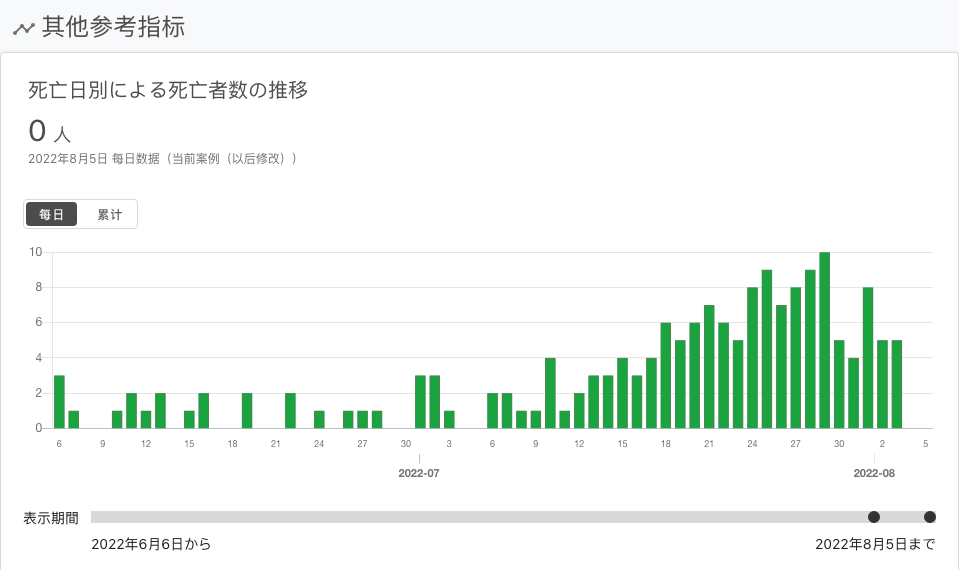 其他参考指标
死亡日別による死亡者数の推移
0 人
2022年8月5日 每日数据（当前案例（以后修改））
每日 累计
10
8
6
4
2
0
6 9 12 15 18 21 24 27 30 3 6 9 12 15 18 21 24 27 30 2 5
2022-07 2022-08
表示期間
2022年6月6日から 2022年8月5日まで